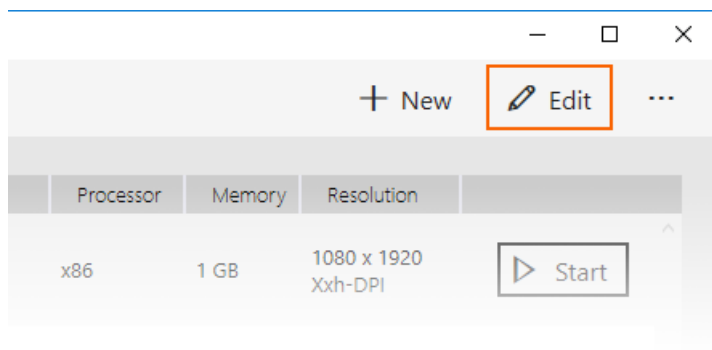 + New Edit ...
Processor Memory Resolution
x86 1 GB 1080 x 1920 Start
Xxh-DPI